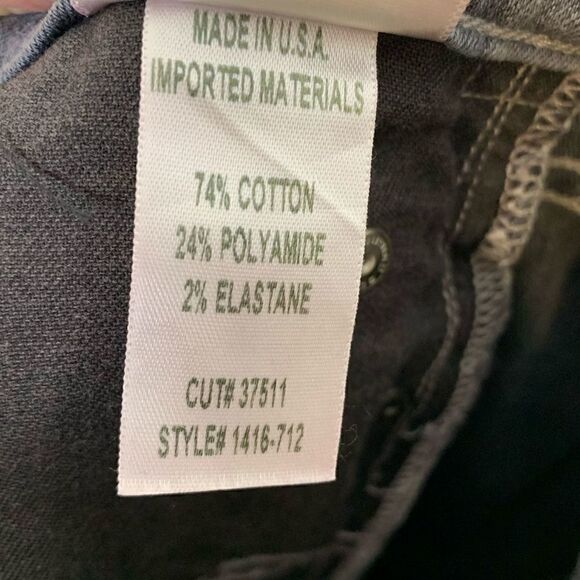 MADE IN U.S.A.
IMPORTED MATERIALS
74% COTTON
24% POLYAMIDE
2% ELASTANE
CUT# 37511
STYLE# 1416-712